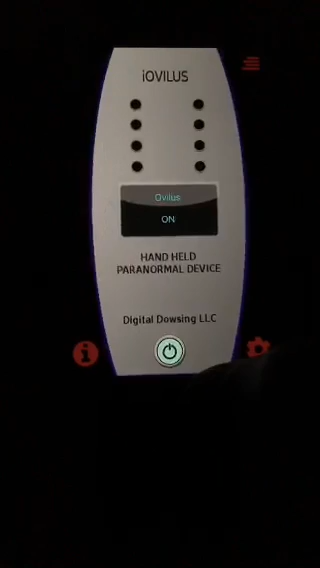 iOVILUS
Ovilus
ON
HAND HELD
PARANORMAL DEVICE
Digital Dowsing LLC